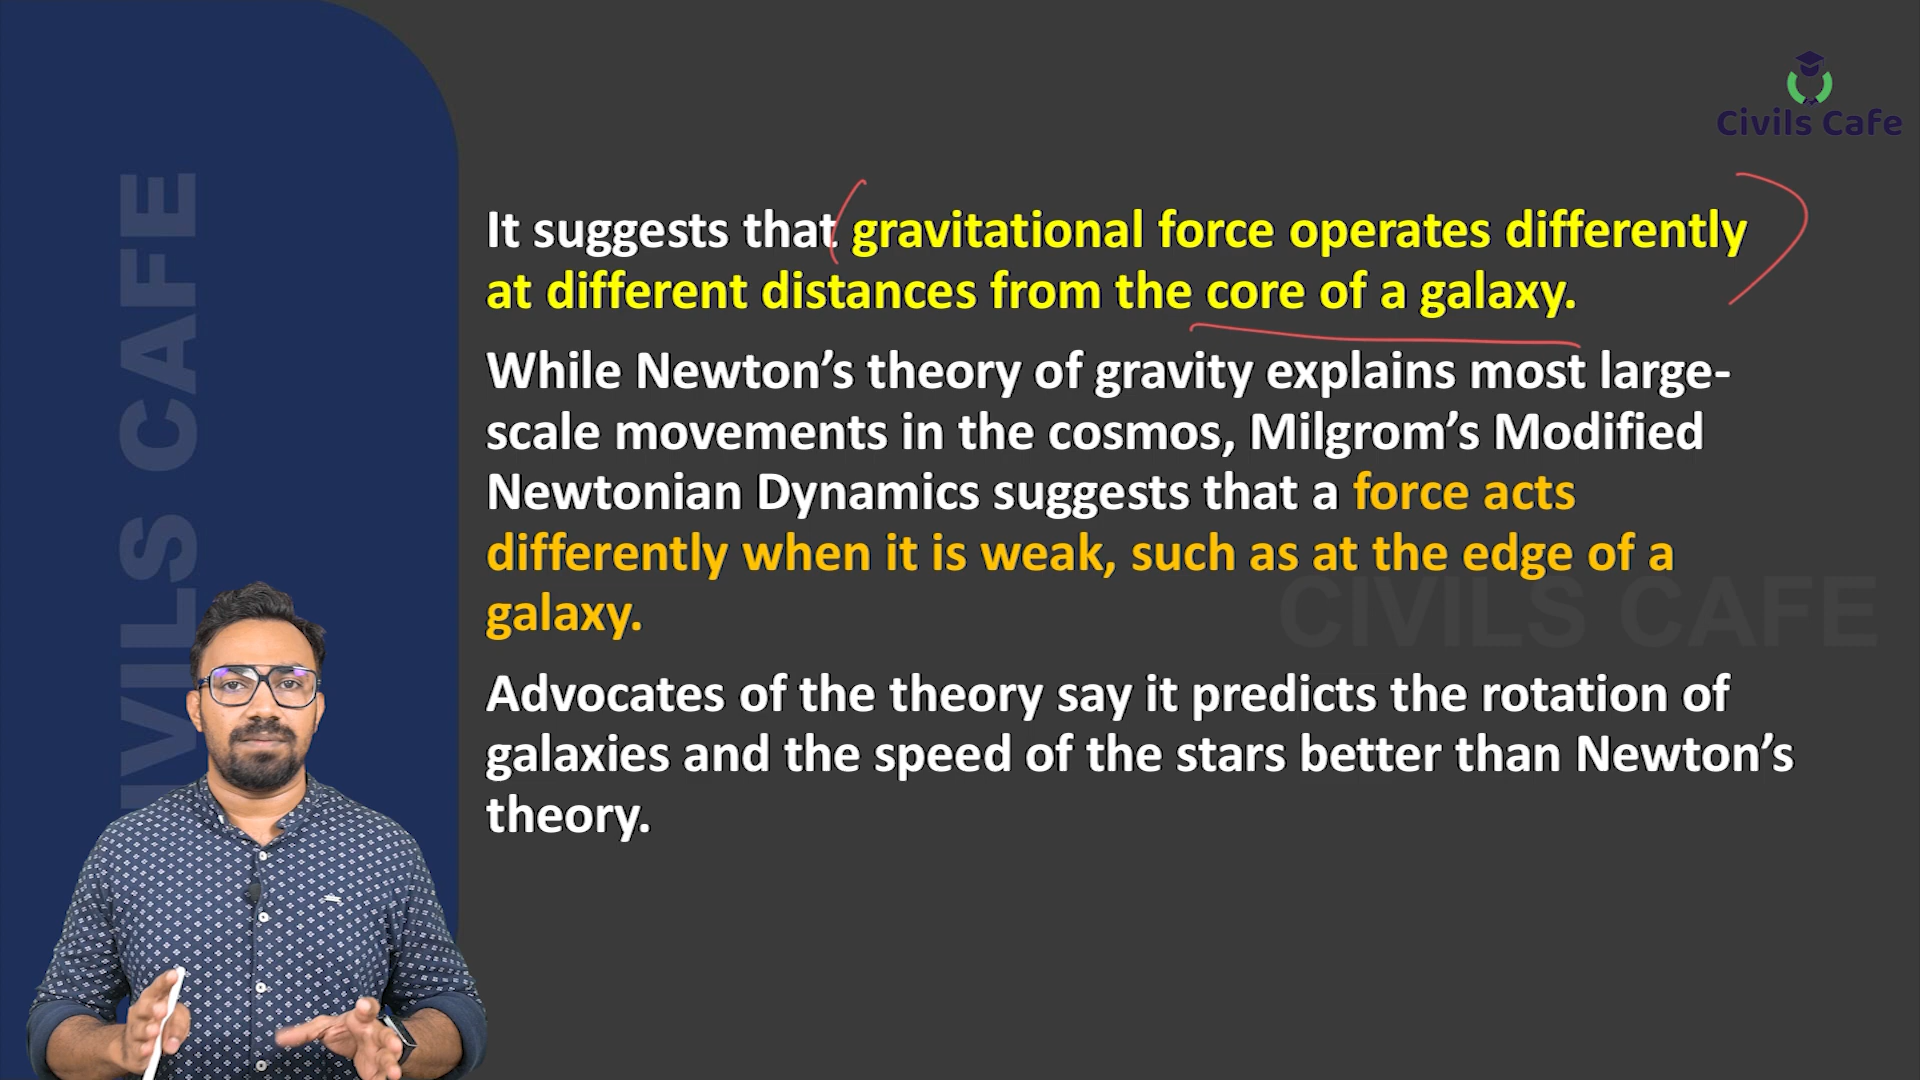 Civils Cafe
It suggests that gravitational force operates differently
at different distances from the core of a galaxy.
While Newton’s theory of gravity explains most large-
scale movements in the cosmos, Milgrom’s Modified
Newtonian Dynamics suggests that a force acts
differently when it is weak, such as at the edge of a
galaxy.
Advocates of the theory say it predicts the rotation of
galaxies and the speed of the stars better than Newton’s
theory.
CIVILS CAFE
IVILS CAFE